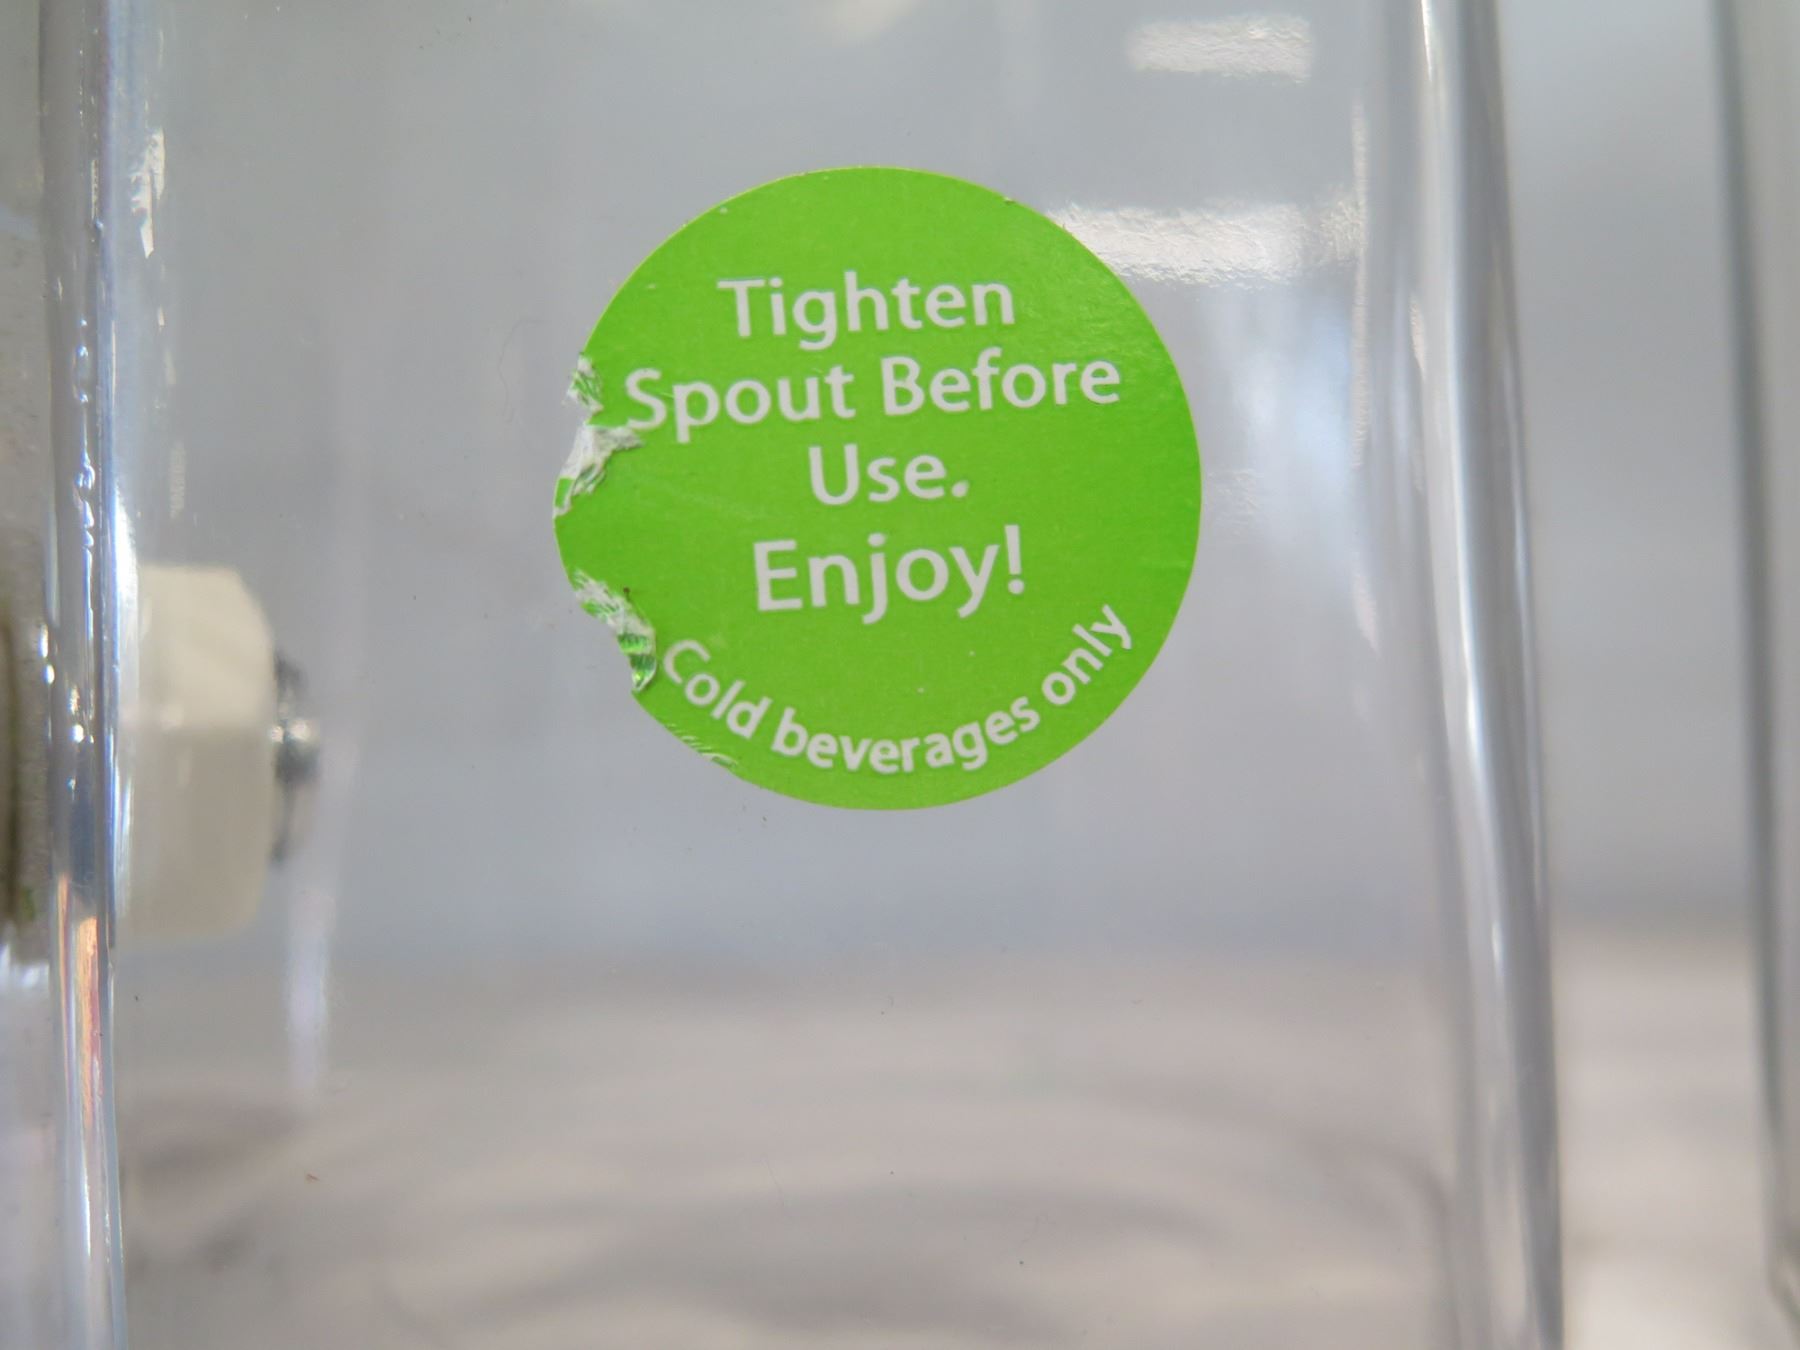 Tighten
Spout Before
Use.
Enjoy!
Cold beverages only